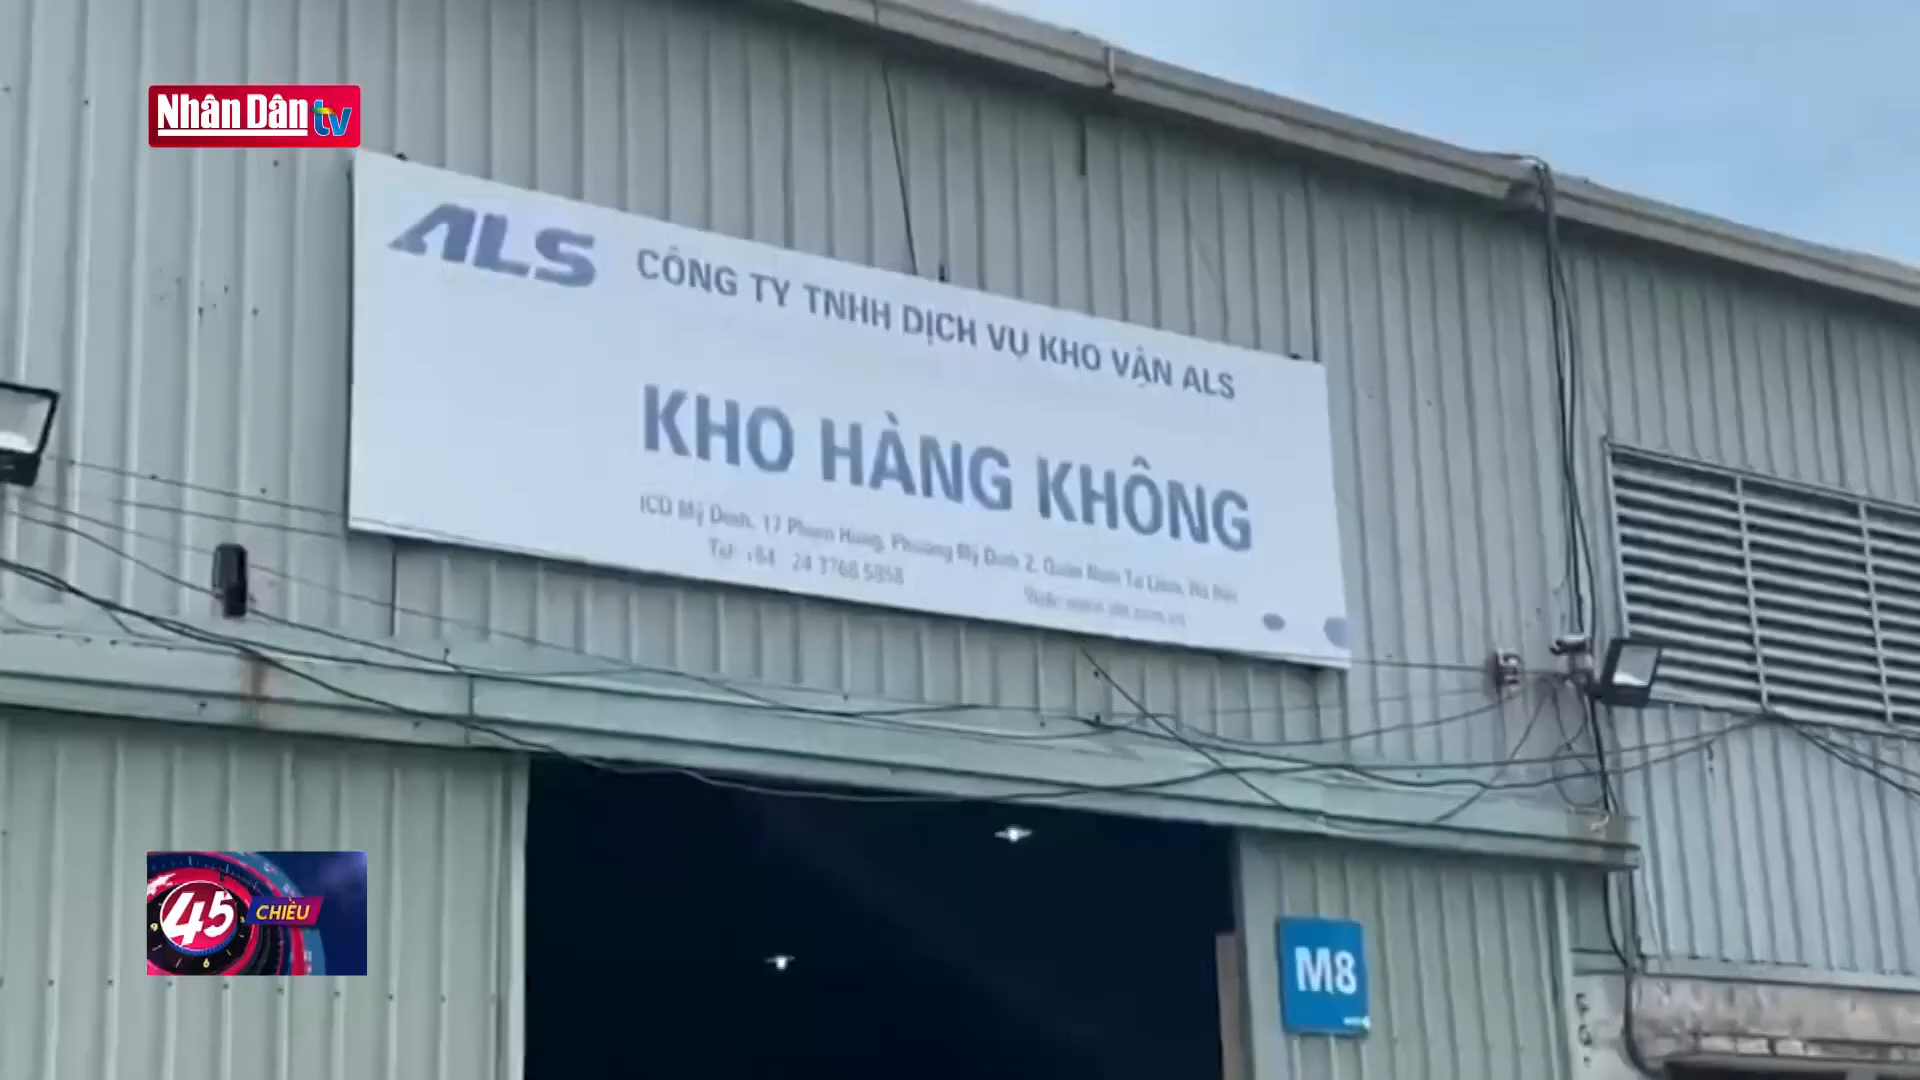 Nhân Dân tv
ALS
CÔNG TY TNHH DỊCH VỤ KHO VẬN ALS
KHO HÀNG KHÔNG
ICD Mỹ Đình, 17 Phạm Hùng, Phường Mỹ Đình 2, Quận Nam Từ Liêm, Hà Nội
Tel: +84 24 3768 5858
45 CHIỀU
M8